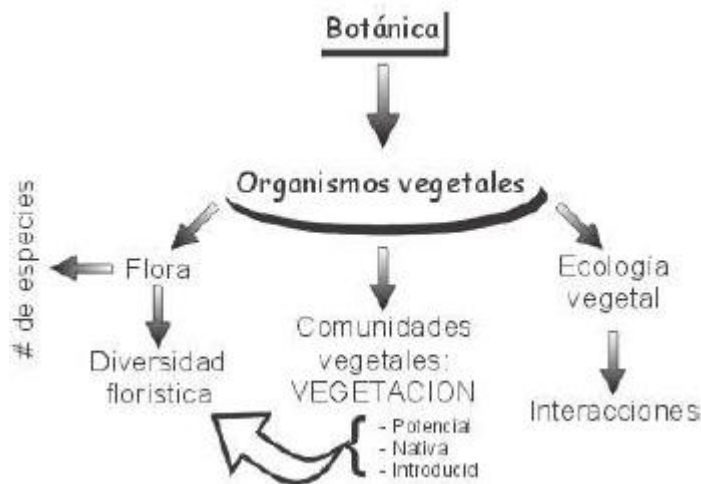 Botánica
Organismos vegetales
# de especies
Flora
Diversidad
florística
Comunidades
vegetales:
VEGETACION
- Potencial
- Nativa
- Introducid
Ecología
vegetal
Interacciones